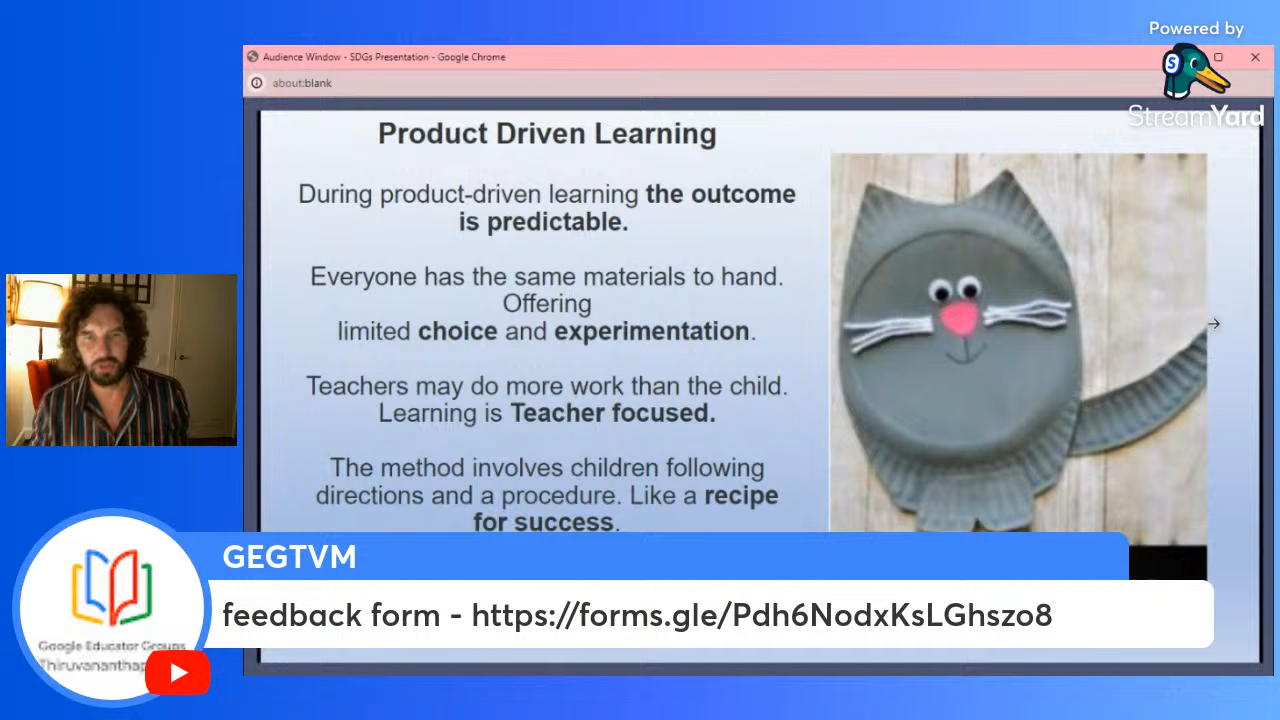 Powered by
StreamYard
Audience Window - SDGs Presentation - Google Chrome
about:blank
Product Driven Learning
During product-driven learning the outcome
is predictable.
Everyone has the same materials to hand.
Offering
limited choice and experimentation.
Teachers may do more work than the child.
Learning is Teacher focused.
The method involves children following
directions and a procedure. Like a recipe
for success.
GEGTVM
feedback form - https://forms.gle/Pdh6NodxKsLGhszo8
Google Educator Groups